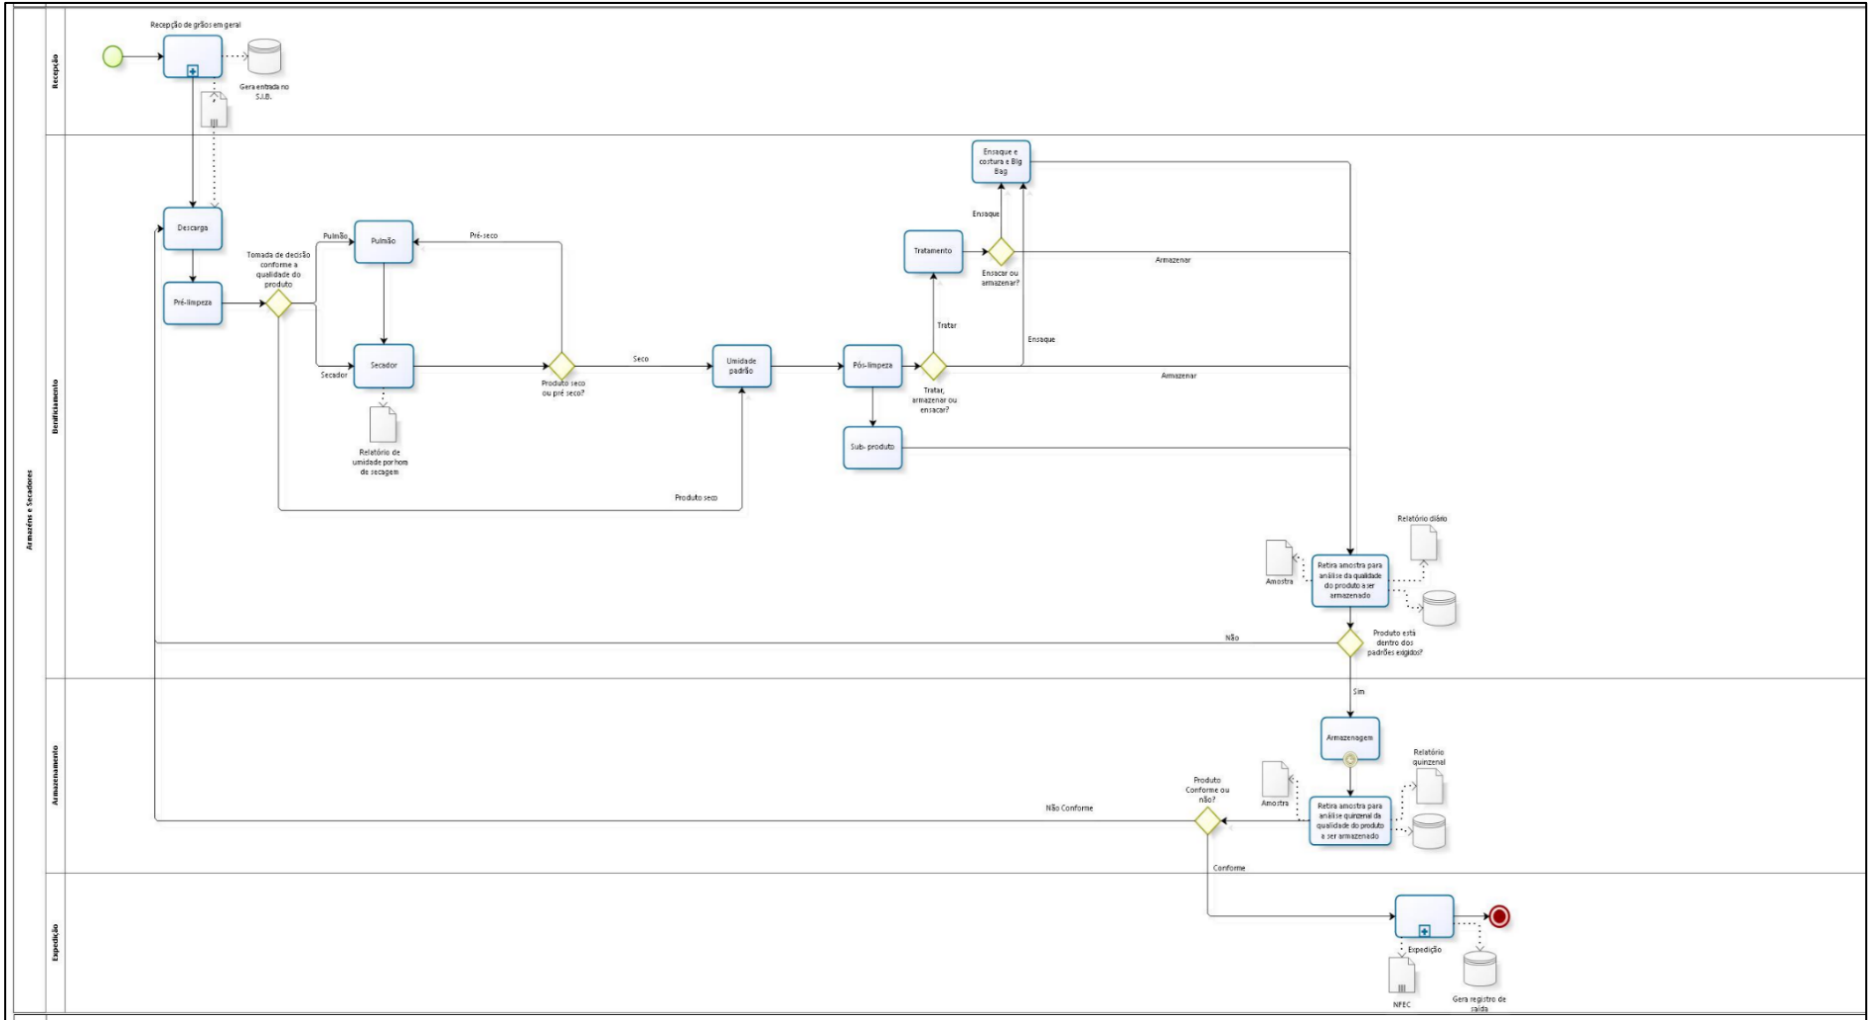 Armazéns e Secadores
Recepção
Recepção de grãos em geral
Gera entrada no
S.I.B.
Benificiamento
Descarga
Pré-limpeza
Tomada de decisão
conforme a
qualidade do
produto
Pulmão
Pulmão
Pré-seco
Secador
Secador
Relatório de
umidade por hora
de secagem
Produto seco
ou pré seco?
Seco
Produto seco
Umidade
padrão
Pós-limpeza
Sub- produto
Tratar,
armazenar ou
ensacar?
Tratar
Tratamento
Ensacar ou
armazenar?
Ensaque
Ensaque e
costura e Big
Bag
Ensaque
Armazenar
Armazenar
Relatório diário
Amostra
Retira amostra para
análise da qualidade
do produto a ser
armazenado
Produto está
dentro dos
padrões exigidos?
Não
Sim
Armazenamento
Armazenagem
Relatório
quinzenal
Amostra
Retira amostra para
análise quinzenal da
qualidade do produto
a ser armazenado
Produto
Conforme ou
não?
Não Conforme
Conforme
Expedição
Expedição
NFEC
Gera registro de
saída